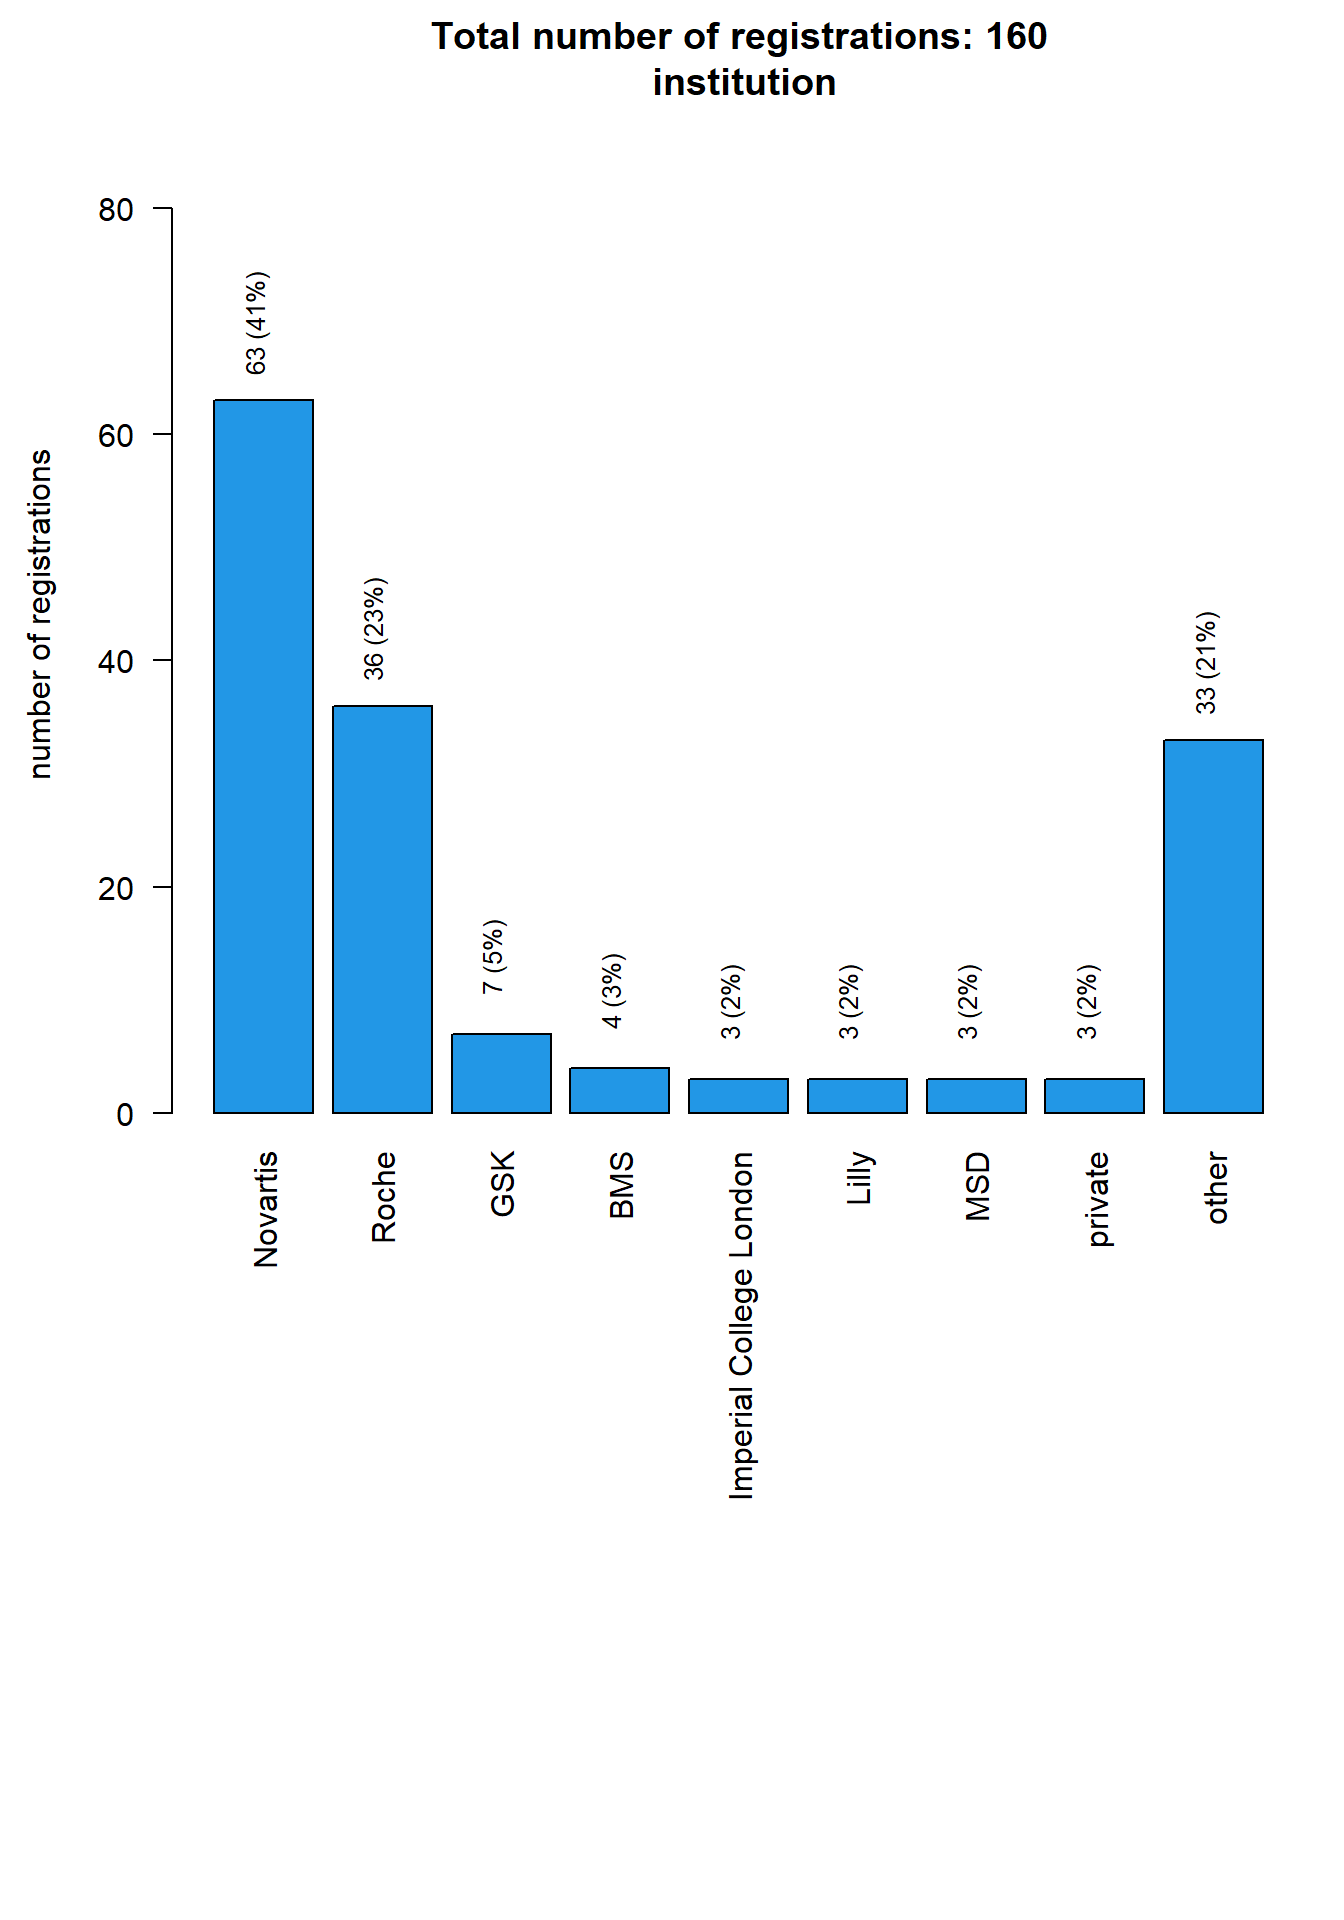 Total number of registrations: 160
institution
number of registrations
80
60
40
20
0
63 (41%)
36 (23%)
7 (5%)
4 (3%)
3 (2%)
3 (2%)
3 (2%)
3 (2%)
33 (21%)
Novartis
Roche
GSK
BMS
Imperial College London
Lilly
MSD
private
other